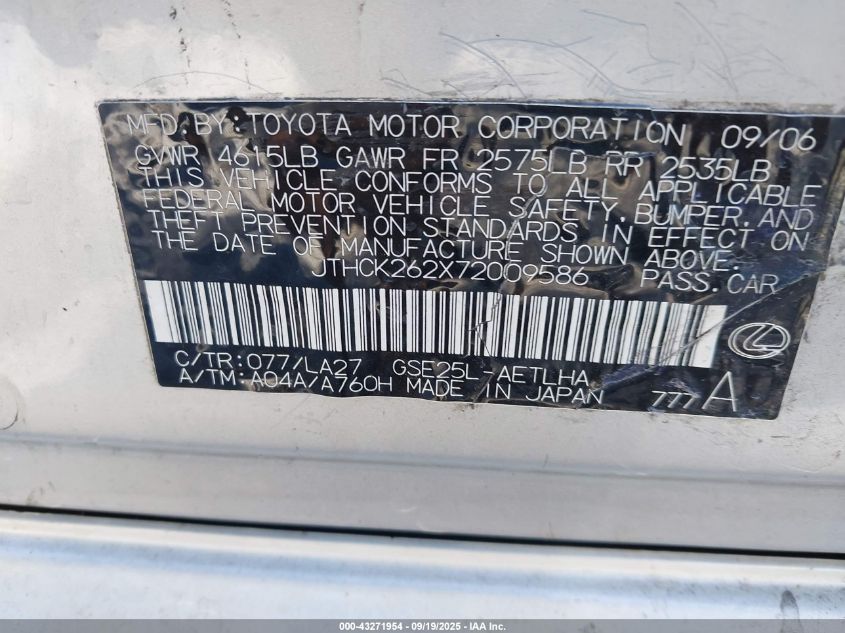 MFD.BY:TOYOTA MOTOR CORPORATION 09/06
GVWR 4615LB GAWR FR 2575LB RR 2535LB
THIS VEHICLE CONFORMS TO ALL APPLICABLE
FEDERAL MOTOR VEHICLE SAFETY,BUMPER,AND
THEFT PREVENTION STANDARDS IN EFFECT ON
THE DATE OF MANUFACTURE SHOWN ABOVE.
JTHCK262X72009586 PASS.CAR
C/TR:077/LA27 GSE25L-AETLHA
A/TM:A04A/A760H MADE IN JAPAN 777 A
000-43271954 - 09/19/2025 - IAA Inc.